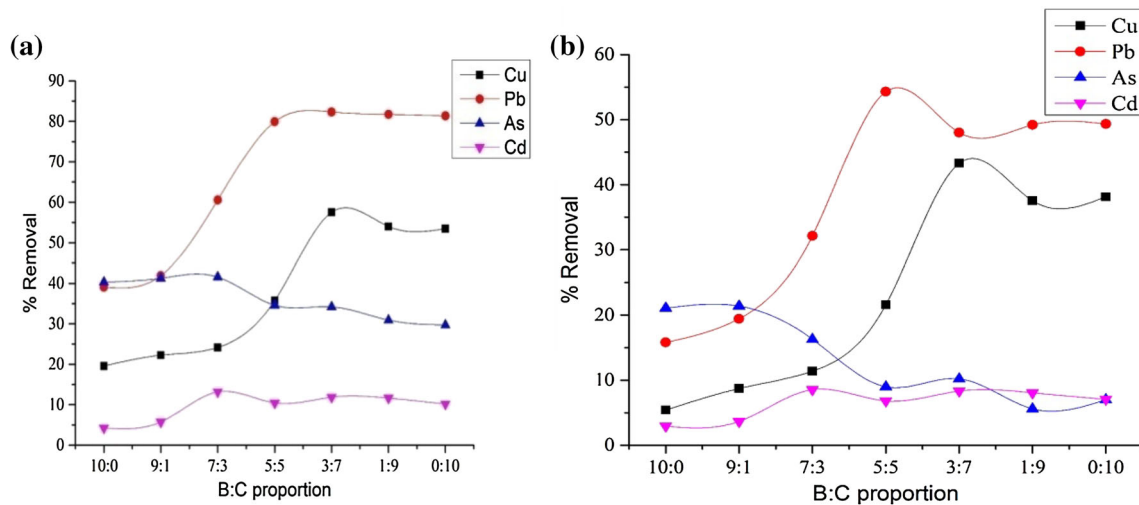 (a)
Cu
Pb
As
Cd
% Removal
90
80
70
60
50
40
30
20
10
0
10:0 9:1 7:3 5:5 3:7 1:9 0:10
B:C proportion
(b)
Cu
Pb
As
Cd
% Removal
60
50
40
30
20
10
0
10:0 9:1 7:3 5:5 3:7 1:9 0:10
B:C proportion